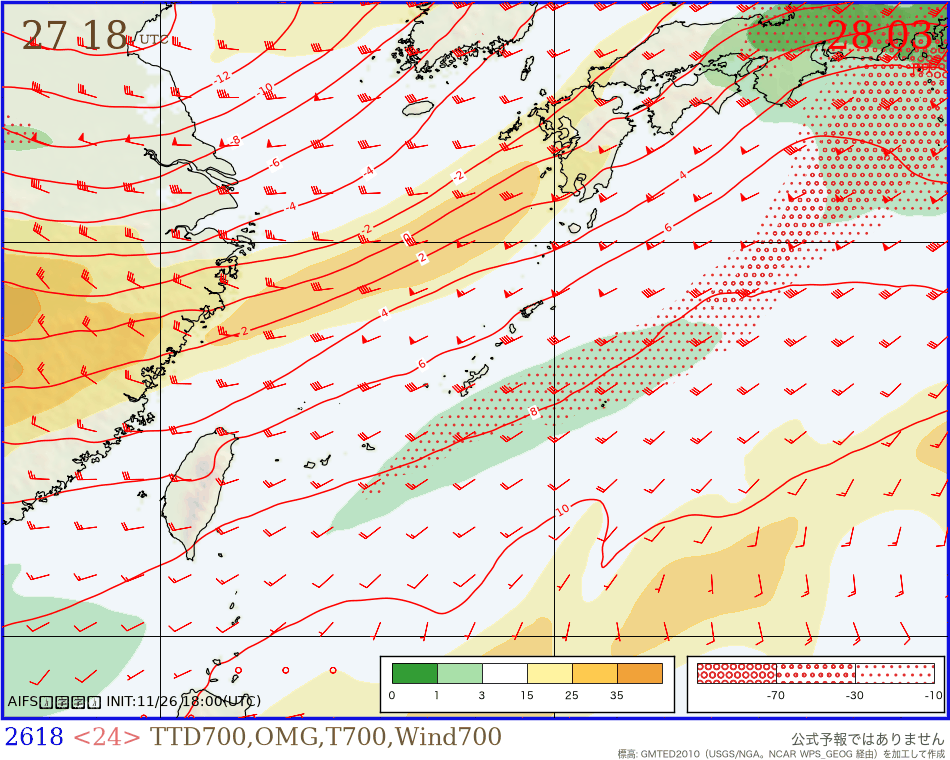 27 18 UTC 28 03
-12
-10
-8
-6
-4
-4
-2
-2
0
2
2
4
4
6
6
8
10
0 1 3 15 25 35
-70 -30 -10
AIFS INIT:11/26 18:00(UTC)
2618 <24> TTD700,OMG,T700,Wind700
公式予報ではありません
標高: GMTED2010（USGS/NGA。NCAR WPS_GEOG 経由）を加工して作成